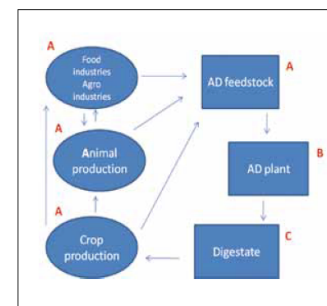 A
Food
industries
Agro
industries
A
AD feedstock
A
Animal
production
B
AD plant
A
Crop
production
C
Digestate